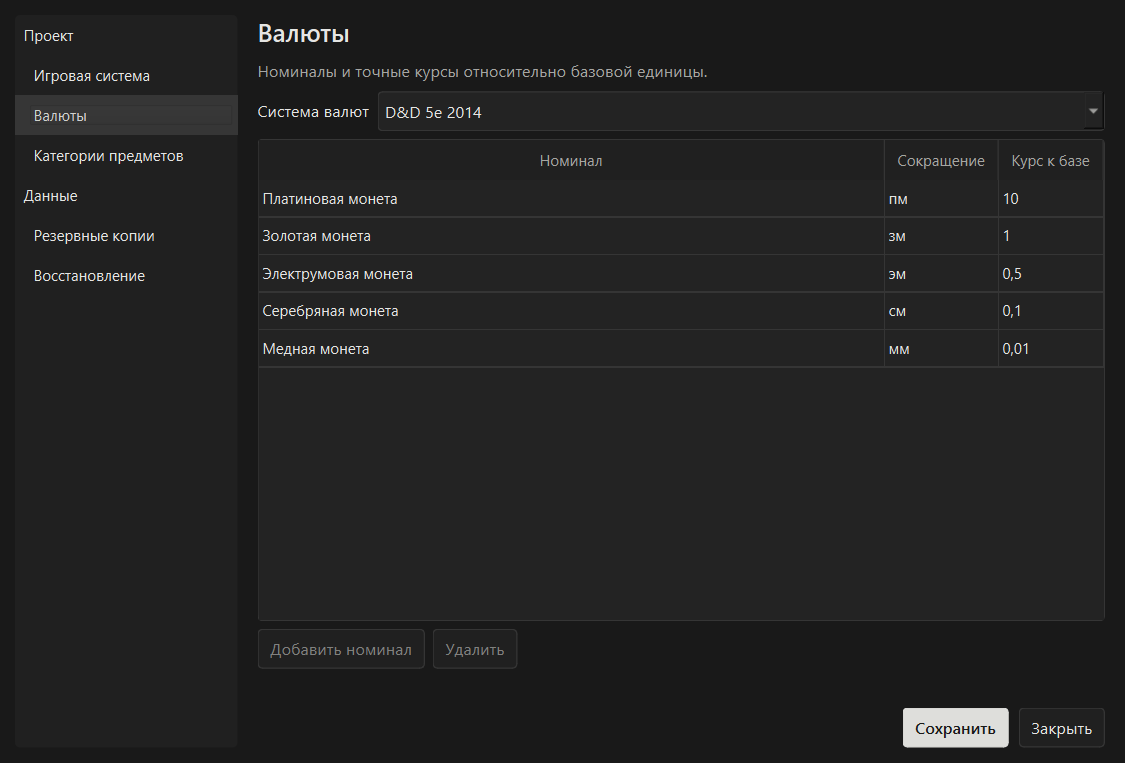 Проект
Игровая система
Валюты
Категории предметов
Данные
Резервные копии
Восстановление
Валюты
Номиналы и точные курсы относительно базовой единицы.
Система валют D&D 5e 2014
Номинал Сокращение Курс к базе
Платиновая монета пм 10
Золотая монета зм 1
Электрумовая монета эм 0,5
Серебряная монета см 0,1
Медная монета мм 0,01
Добавить номинал Удалить
Сохранить Закрыть